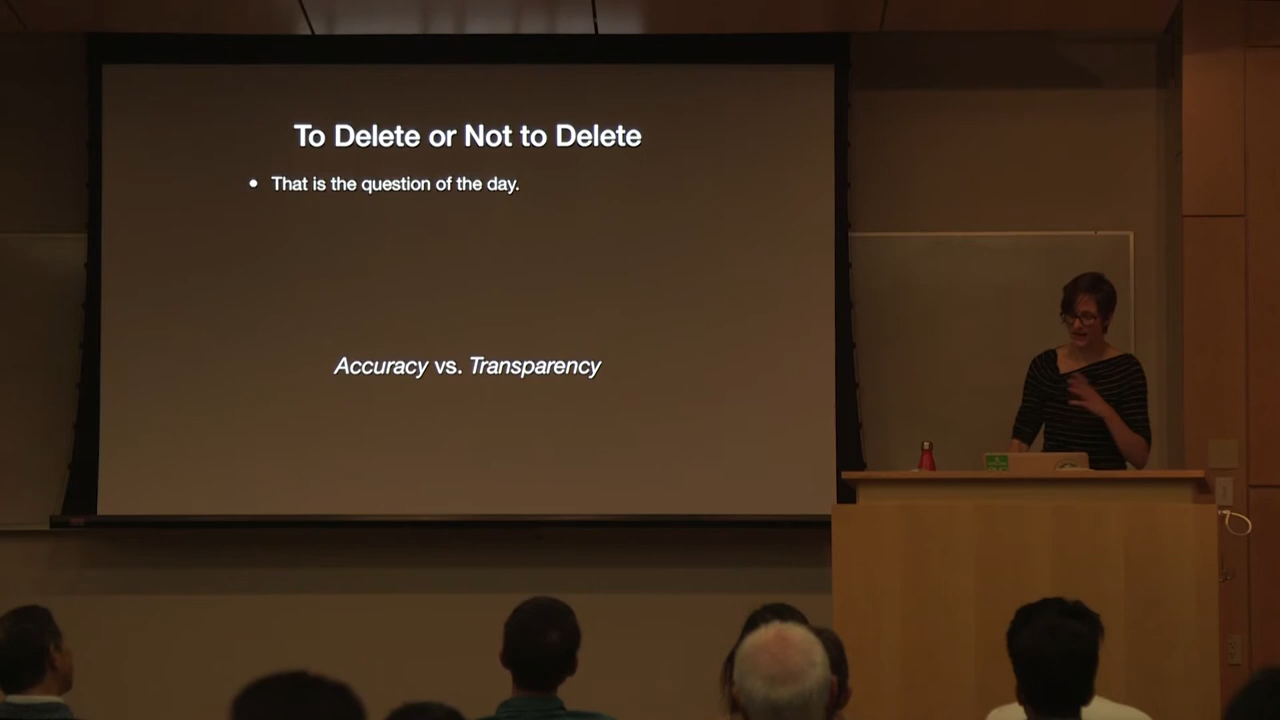 To Delete or Not to Delete
• That is the question of the day.
Accuracy vs. Transparency